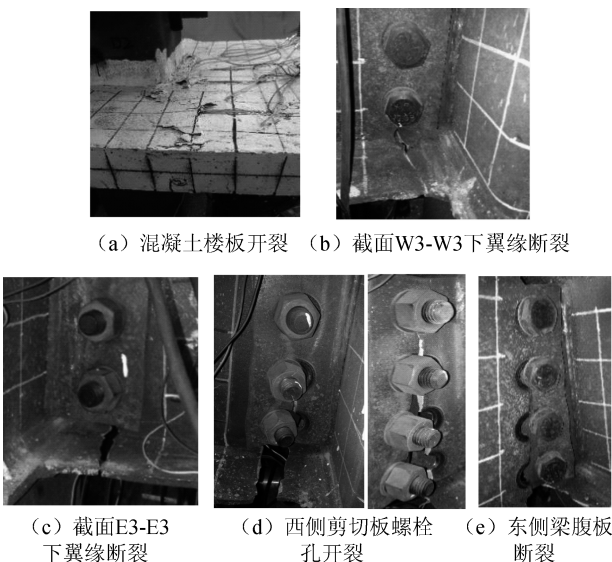 (a)混凝土楼板开裂
(b)截面W3-W3下翼缘断裂
(c)截面E3-E3
下翼缘断裂
(d)西侧剪切板螺栓
孔开裂
(e)东侧梁腹板
断裂